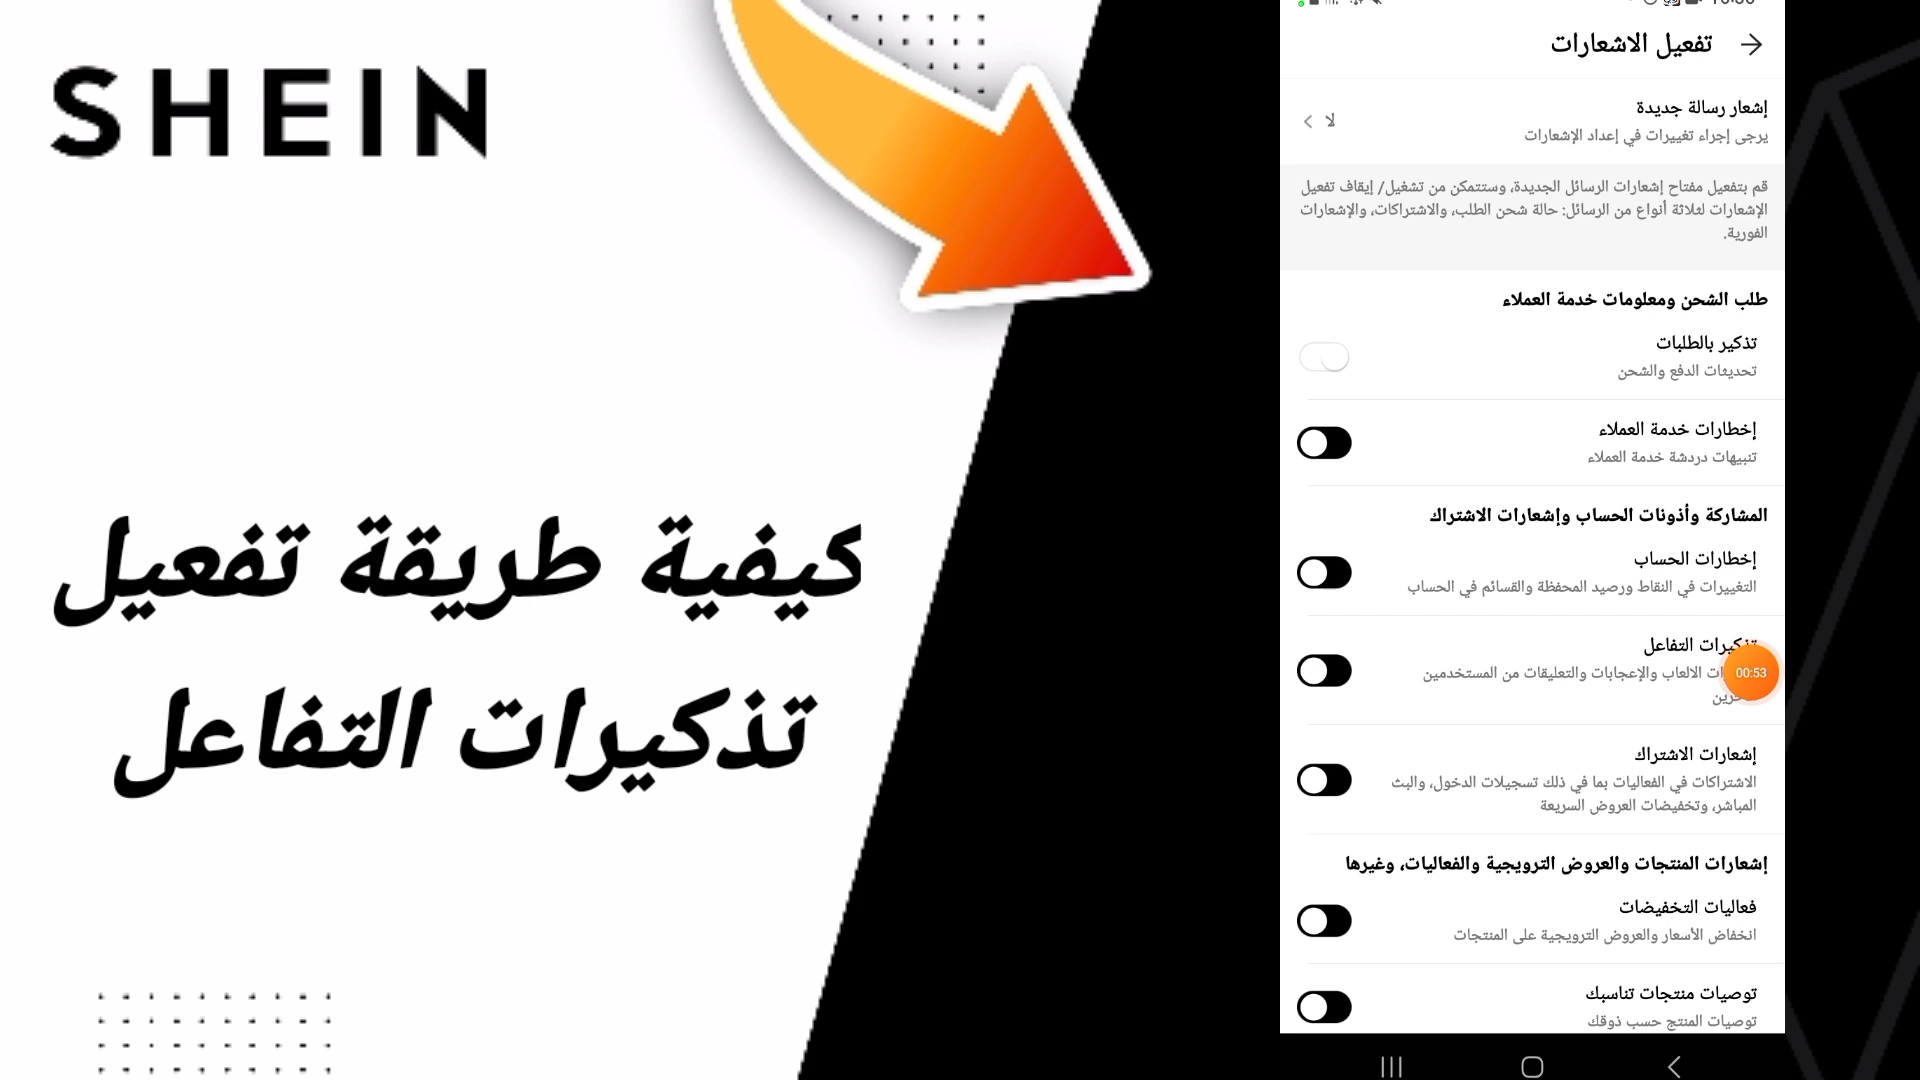 SHEIN
كيفية طريقة تفعيل
تذكيرات التفاعل
تفعيل الاشعارات
إشعار رسالة جديدة
لا
يرجى إجراء تغييرات في إعداد الإشعارات
قم بتفعيل مفتاح إشعارات الرسائل الجديدة، وستتمكن من تشغيل/ إيقاف تفعيل
الإشعارات لثلاثة أنواع من الرسائل: حالة شحن الطلب، والاشتراكات، والإشعارات
الفورية.
طلب الشحن ومعلومات خدمة العملاء
تذكير بالطلبات
تحديثات الدفع والشحن
إخطارات خدمة العملاء
تنبيهات دردشة خدمة العملاء
المشاركة وأذونات الحساب وإشعارات الاشتراك
إخطارات الحساب
التغييرات في النقاط ورصيد المحفظة والقسائم في الحساب
تذكيرات التفاعل
الالعاب والإعجابات والتعليقات من المستخدمين
00:53
إشعارات الاشتراك
الاشتراكات في الفعاليات بما في ذلك تسجيلات الدخول، والبث
المباشر، وتخفيضات العروض السريعة
إشعارات المنتجات والعروض الترويجية والفعاليات، وغيرها
فعاليات التخفيضات
انخفاض الأسعار والعروض الترويجية على المنتجات
توصيات منتجات تناسبك
توصيات المنتج حسب ذوقك